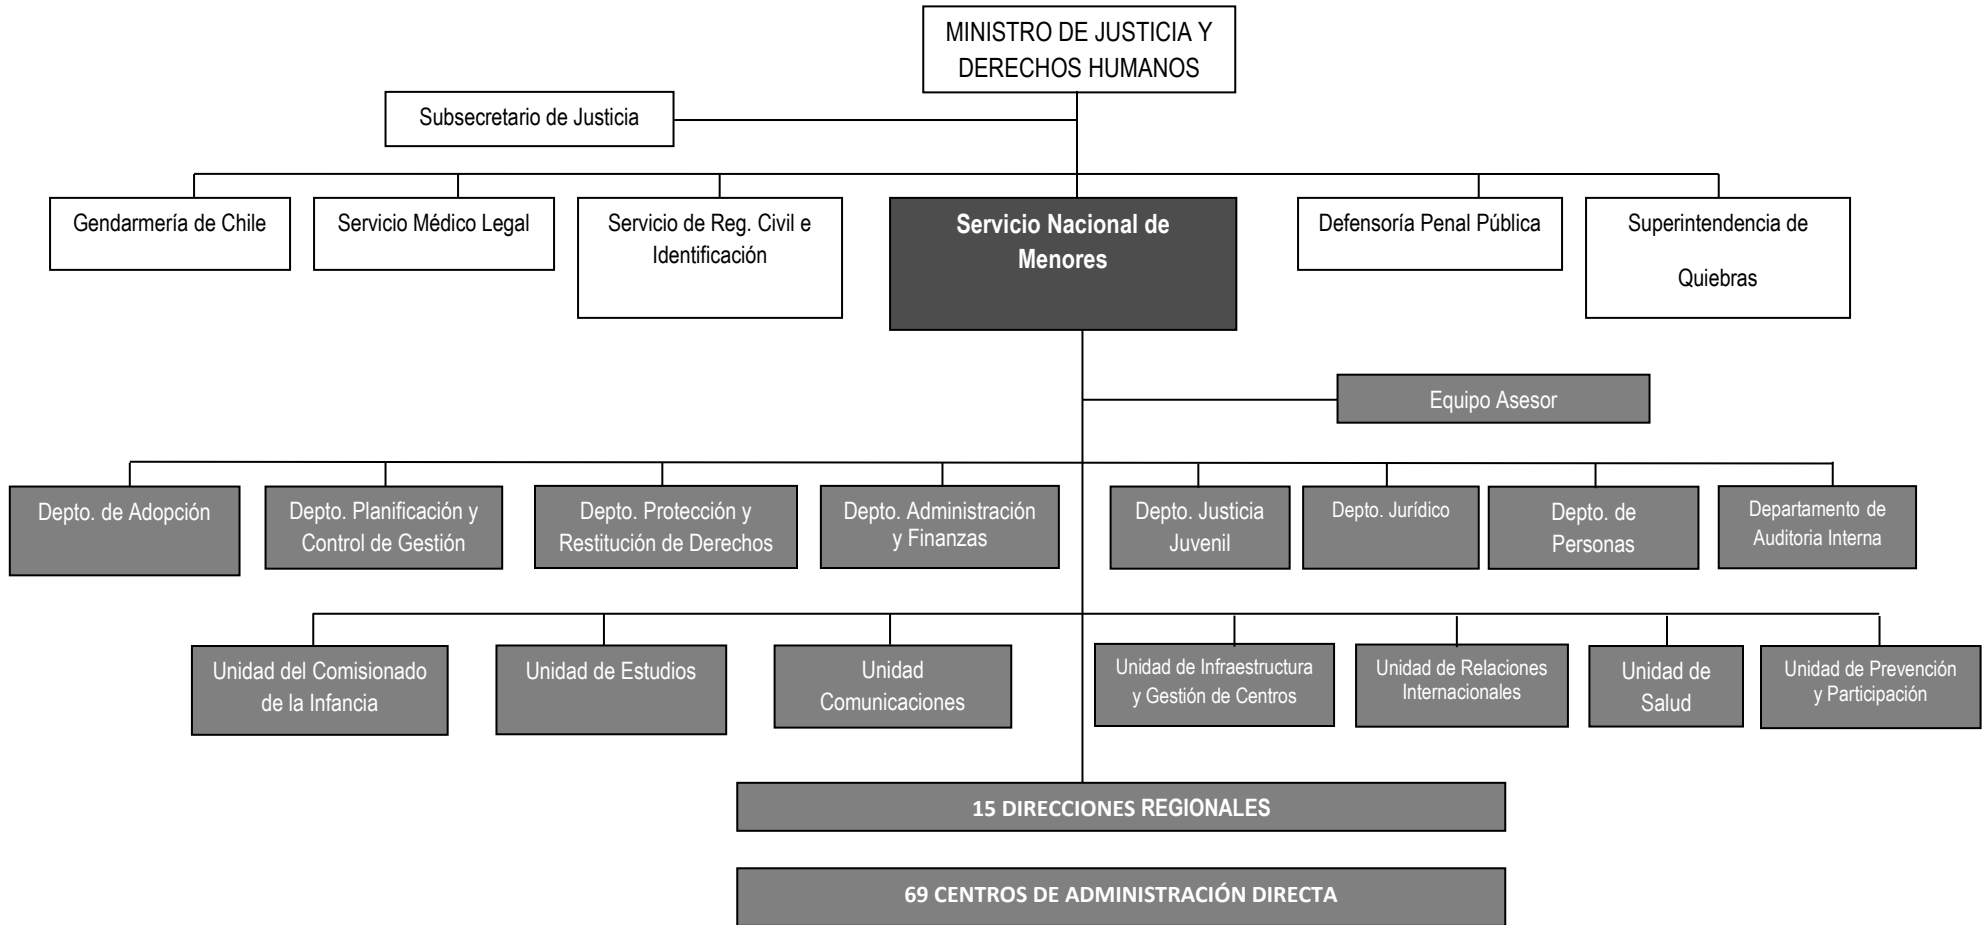 MINISTRO DE JUSTICIA Y
DERECHOS HUMANOS
Subsecretario de Justicia
Gendarmería de Chile
Servicio Médico Legal
Servicio de Reg. Civil e
Identificación
Servicio Nacional de
Menores
Defensoría Penal Pública
Superintendencia de
Quiebras
Equipo Asesor
Depto. de Adopción
Depto. Planificación y
Control de Gestión
Depto. Protección y
Restitución de Derechos
Depto. Administración
y Finanzas
Depto. Justicia
Juvenil
Depto. Jurídico
Depto. de
Personas
Departamento de
Auditoria Interna
Unidad del Comisionado
de la Infancia
Unidad de Estudios
Unidad
Comunicaciones
Unidad de Infraestructura
y Gestión de Centros
Unidad de Relaciones
Internacionales
Unidad de
Salud
Unidad de Prevención
y Participación
15 DIRECCIONES REGIONALES
69 CENTROS DE ADMINISTRACIÓN DIRECTA